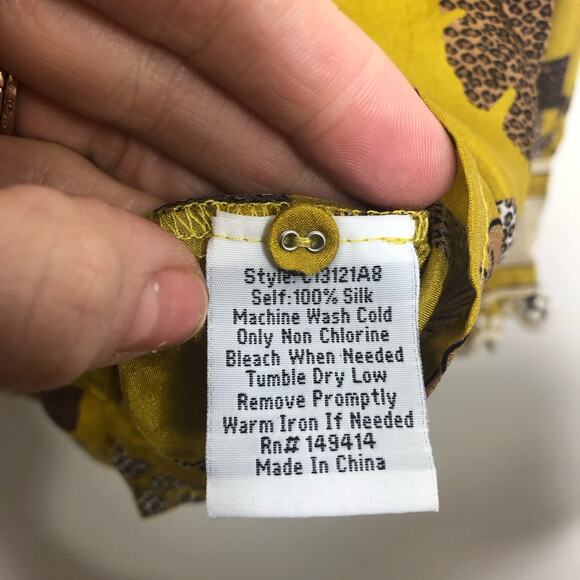 Style:
Self:100% Silk
Machine Wash Cold
Only Non Chlorine
Bleach When Needed
Tumble Dry Low
Remove Promptly
Warm Iron If Needed
Rn# 149414
Made In China